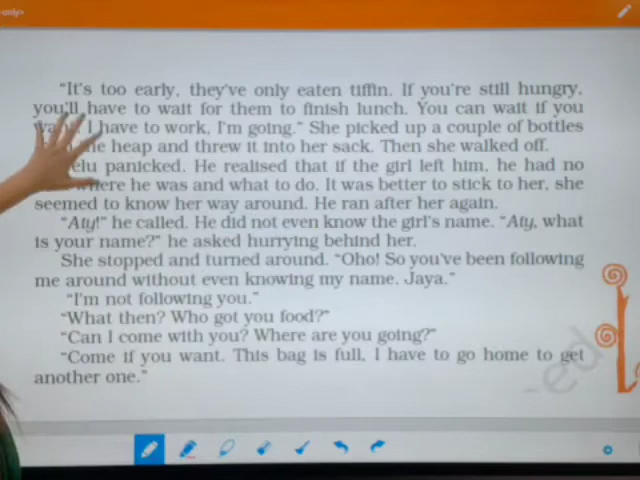 only>
"It's too early, they've only eaten tiffin. If you're still hungry,
you'll have to wait for them to finish lunch. You can wait if you
I have to work, I'm going." She picked up a couple of bottles
heap and threw it into her sack. Then she walked off.
panicked. He realised that if the girl left him, he had no
he was and what to do. It was better to stick to her, she
seemed to know her way around. He ran after her again.
"Aty!" he called. He did not even know the girl's name. "Aty, what
is your name?" he asked hurrying behind her.
She stopped and turned around. "Oho! So you've been following
me around without even knowing my name. Jaya."
"I'm not following you."
"What then? Who got you food?"
"Can I come with you? Where are you going?"
"Come if you want. This bag is full, I have to go home to get
another one."